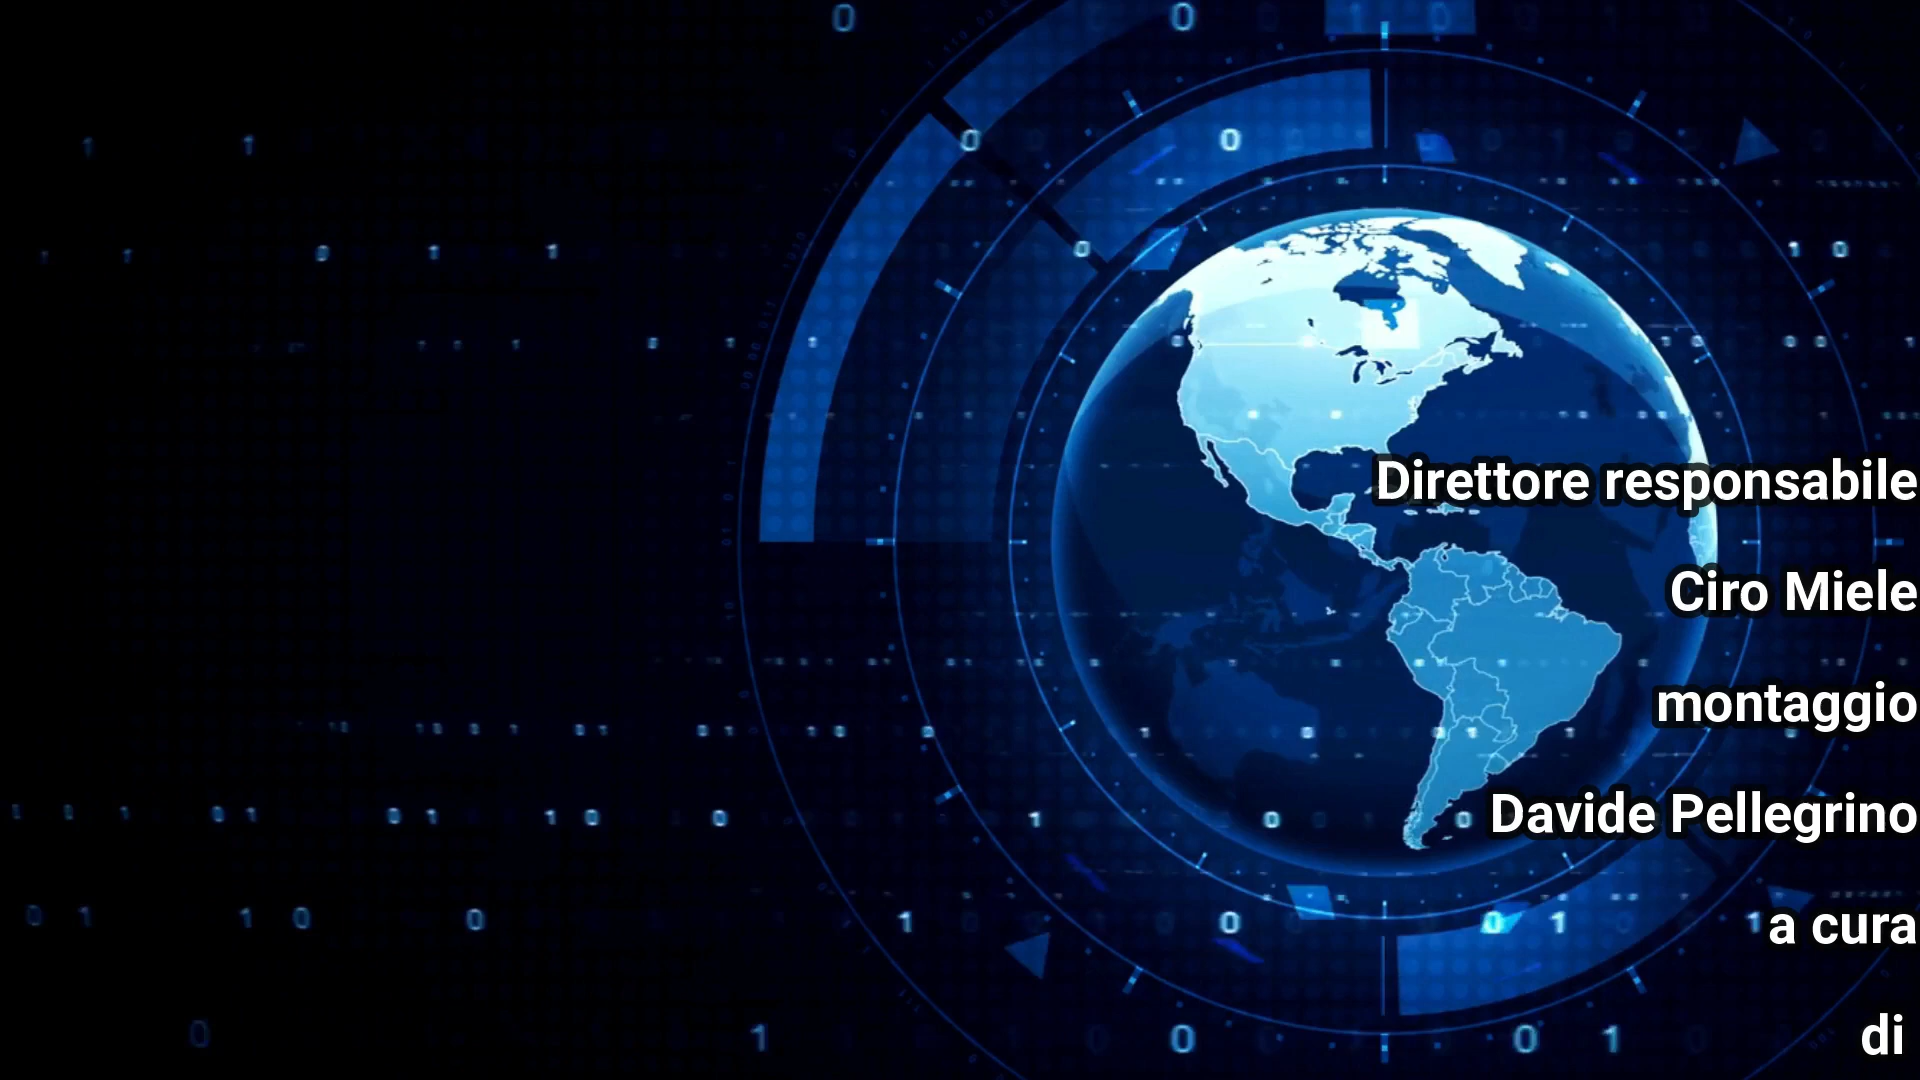 Direttore responsabile
Ciro Miele
montaggio
Davide Pellegrino
a cura
di